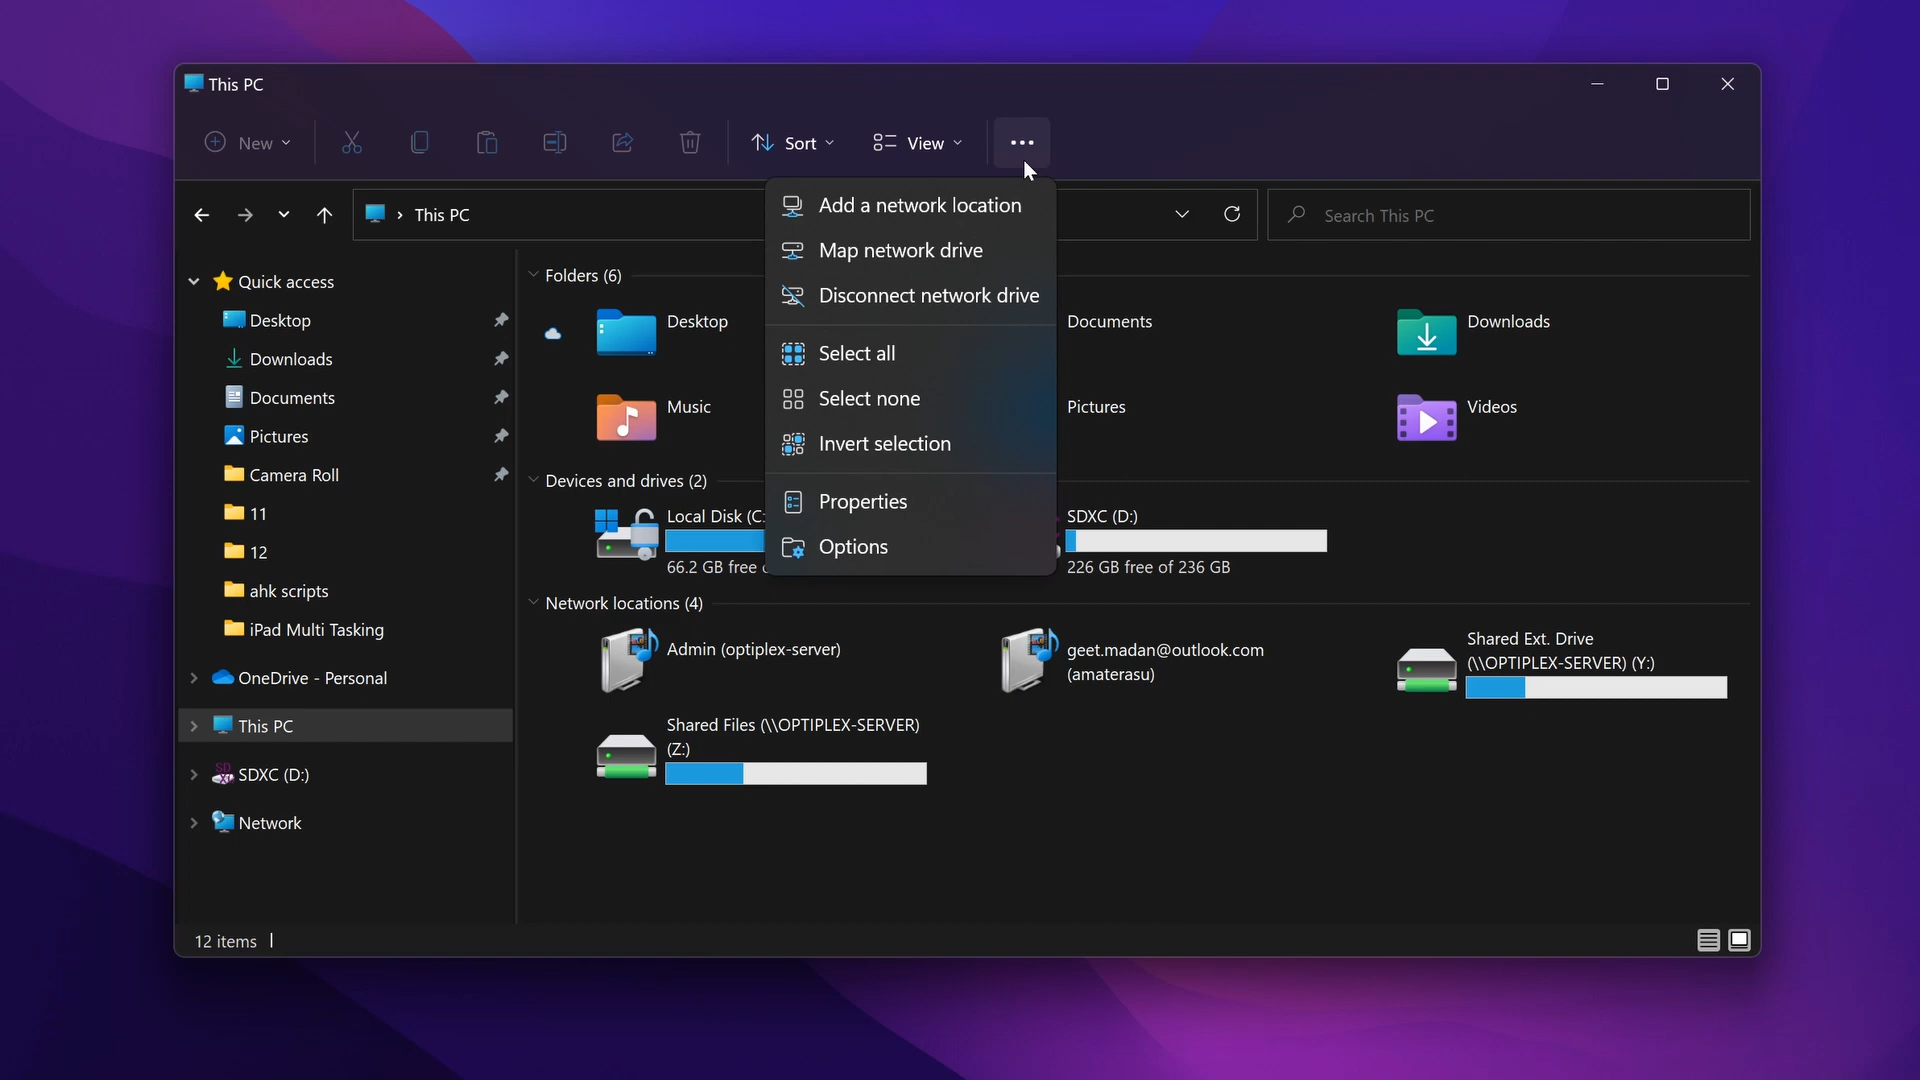 This PC
New
Sort
View
This PC
Search This PC
Add a network location
Map network drive
Disconnect network drive
Select all
Select none
Invert selection
Properties
Options
Quick access
Desktop
Downloads
Documents
Pictures
Camera Roll
11
12
ahk scripts
iPad Multi Tasking
OneDrive - Personal
This PC
SDXC (D:)
Network
Folders (6)
Desktop
Documents
Downloads
Music
Pictures
Videos
Devices and drives (2)
Local Disk (C:
66.2 GB free
SDXC (D:)
226 GB free of 236 GB
Network locations (4)
Admin (optiplex-server)
geet.madan@outlook.com
(amaterasu)
Shared Ext. Drive
(\\OPTIPLEX-SERVER) (Y:)
Shared Files (\\OPTIPLEX-SERVER)
(Z:)
12 items